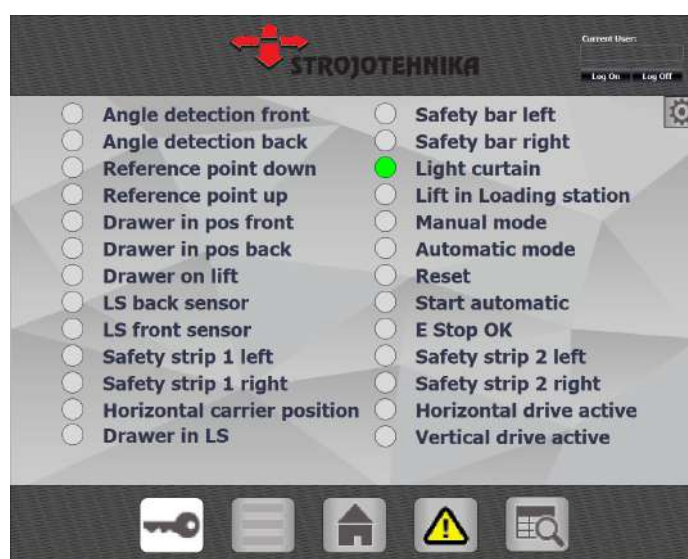 Current User:
STROJOTEHNIKA
Log On Log Off
Angle detection front
Angle detection back
Reference point down
Reference point up
Drawer in pos front
Drawer in pos back
Drawer on lift
LS back sensor
LS front sensor
Safety strip 1 left
Safety strip 1 right
Horizontal carrier position
Drawer in LS
Safety bar left
Safety bar right
Light curtain
Lift in Loading station
Manual mode
Automatic mode
Reset
Start automatic
E Stop OK
Safety strip 2 left
Safety strip 2 right
Horizontal drive active
Vertical drive active